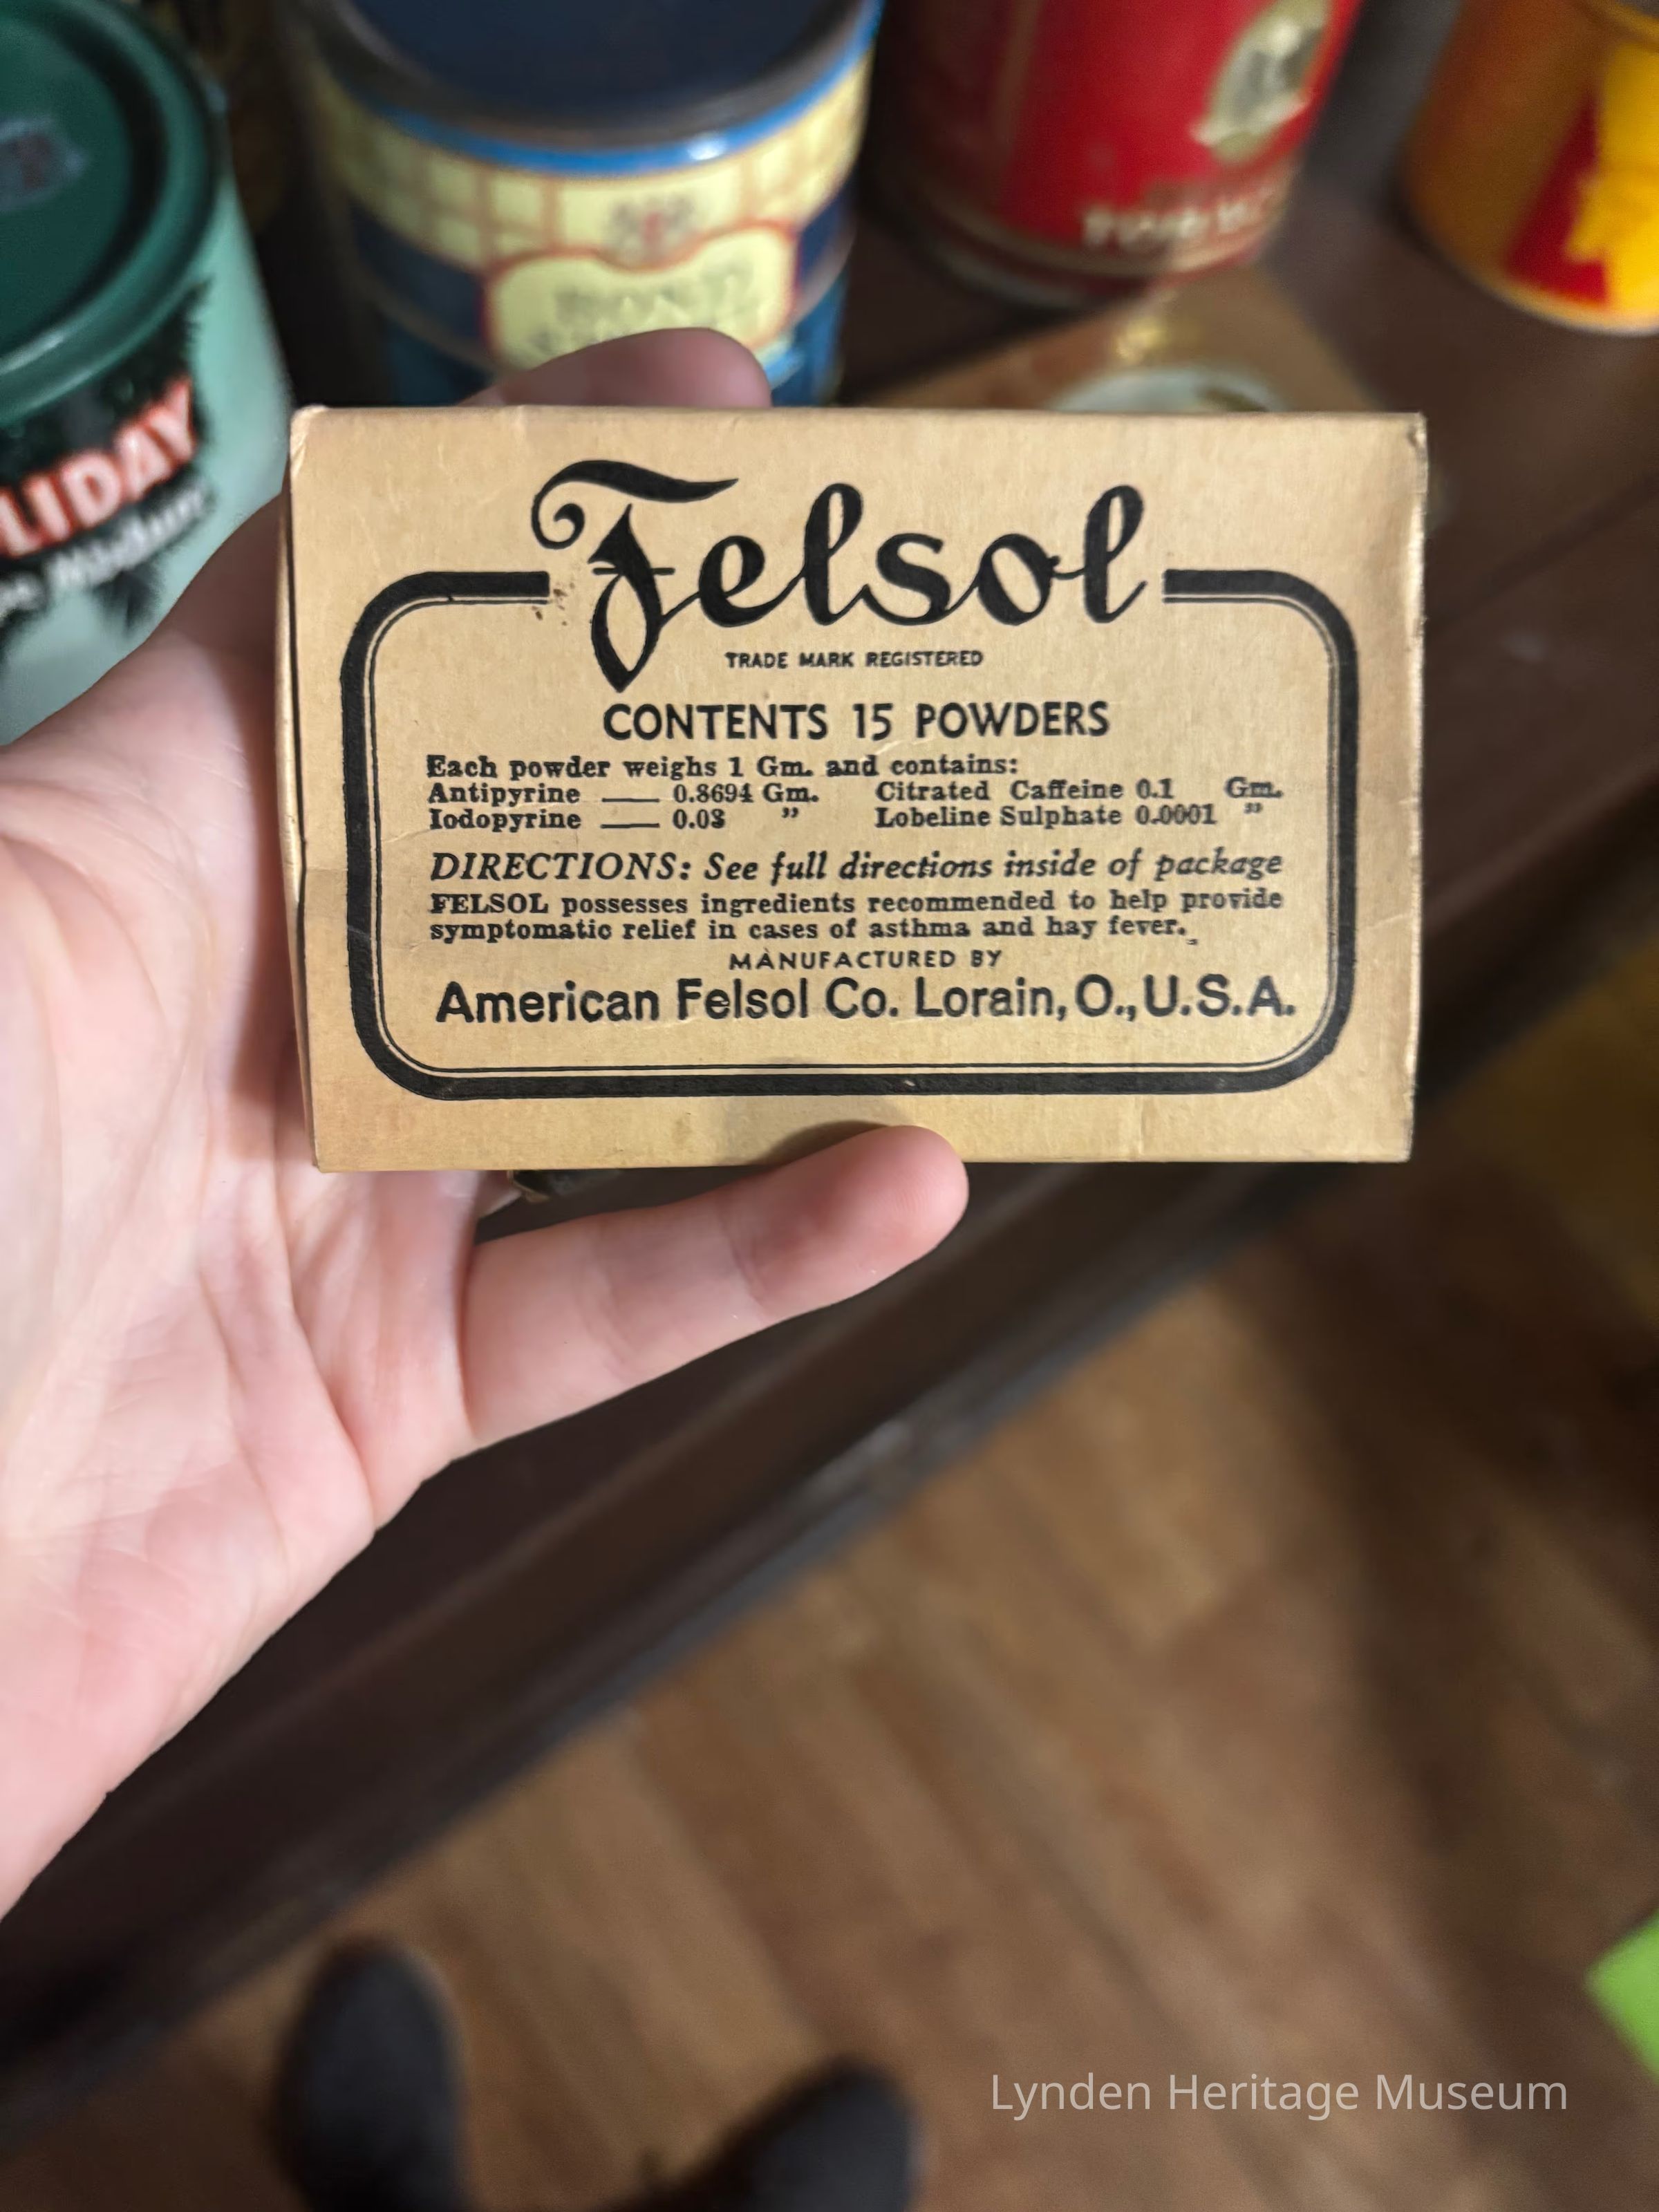 LIDAY
Felsol
TRADE MARK REGISTERED
CONTENTS 15 POWDERS
Each powder weighs 1 Gm. and contains:
Antipyrine —— 0.8694 Gm. Citrated Caffeine 0.1 Gm.
Iodopyrine —— 0.03 ” Lobeline Sulphate 0.0001 ”
DIRECTIONS: See full directions inside of package
FELSOL possesses ingredients recommended to help provide
symptomatic relief in cases of asthma and hay fever.
MANUFACTURED BY
American Felsol Co. Lorain, O., U.S.A.
Lynden Heritage Museum